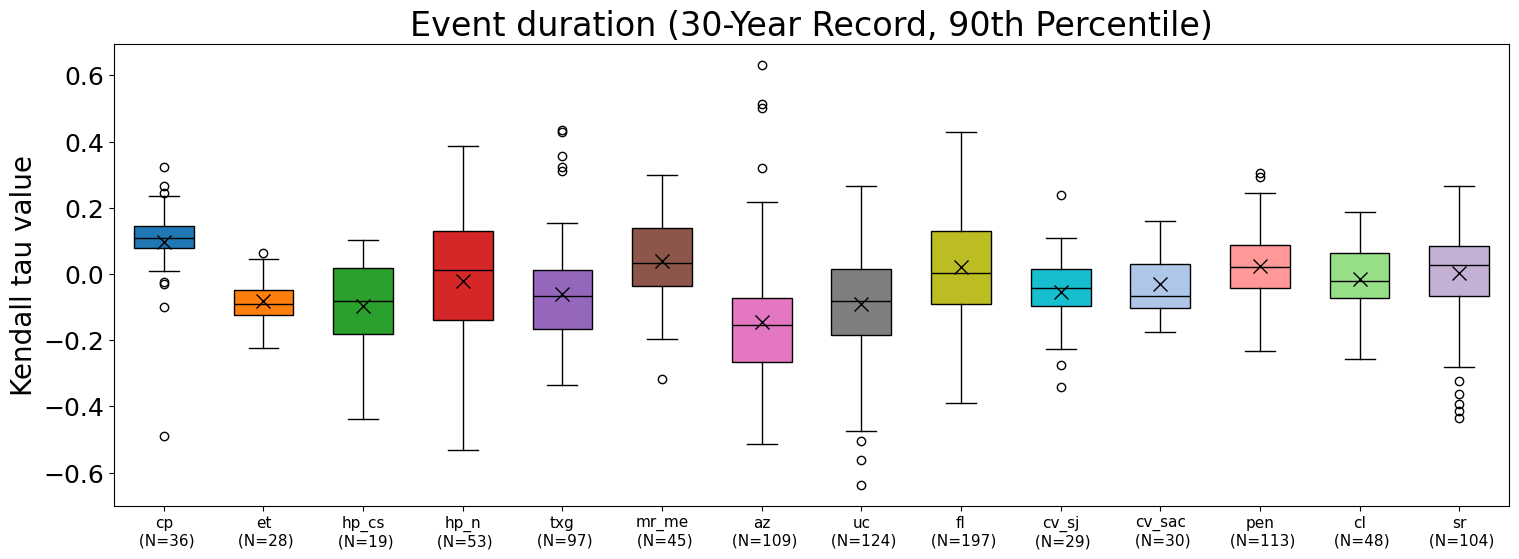 Event duration (30-Year Record, 90th Percentile)
Kendall tau value
0.6
0.4
0.2
0.0
−0.2
−0.4
−0.6
cp et hp_cs hp_n txg mr_me az uc fl cv_sj cv_sac pen cl sr
(N=36) (N=28) (N=19) (N=53) (N=97) (N=45) (N=109) (N=124) (N=197) (N=29) (N=30) (N=113) (N=48) (N=104)